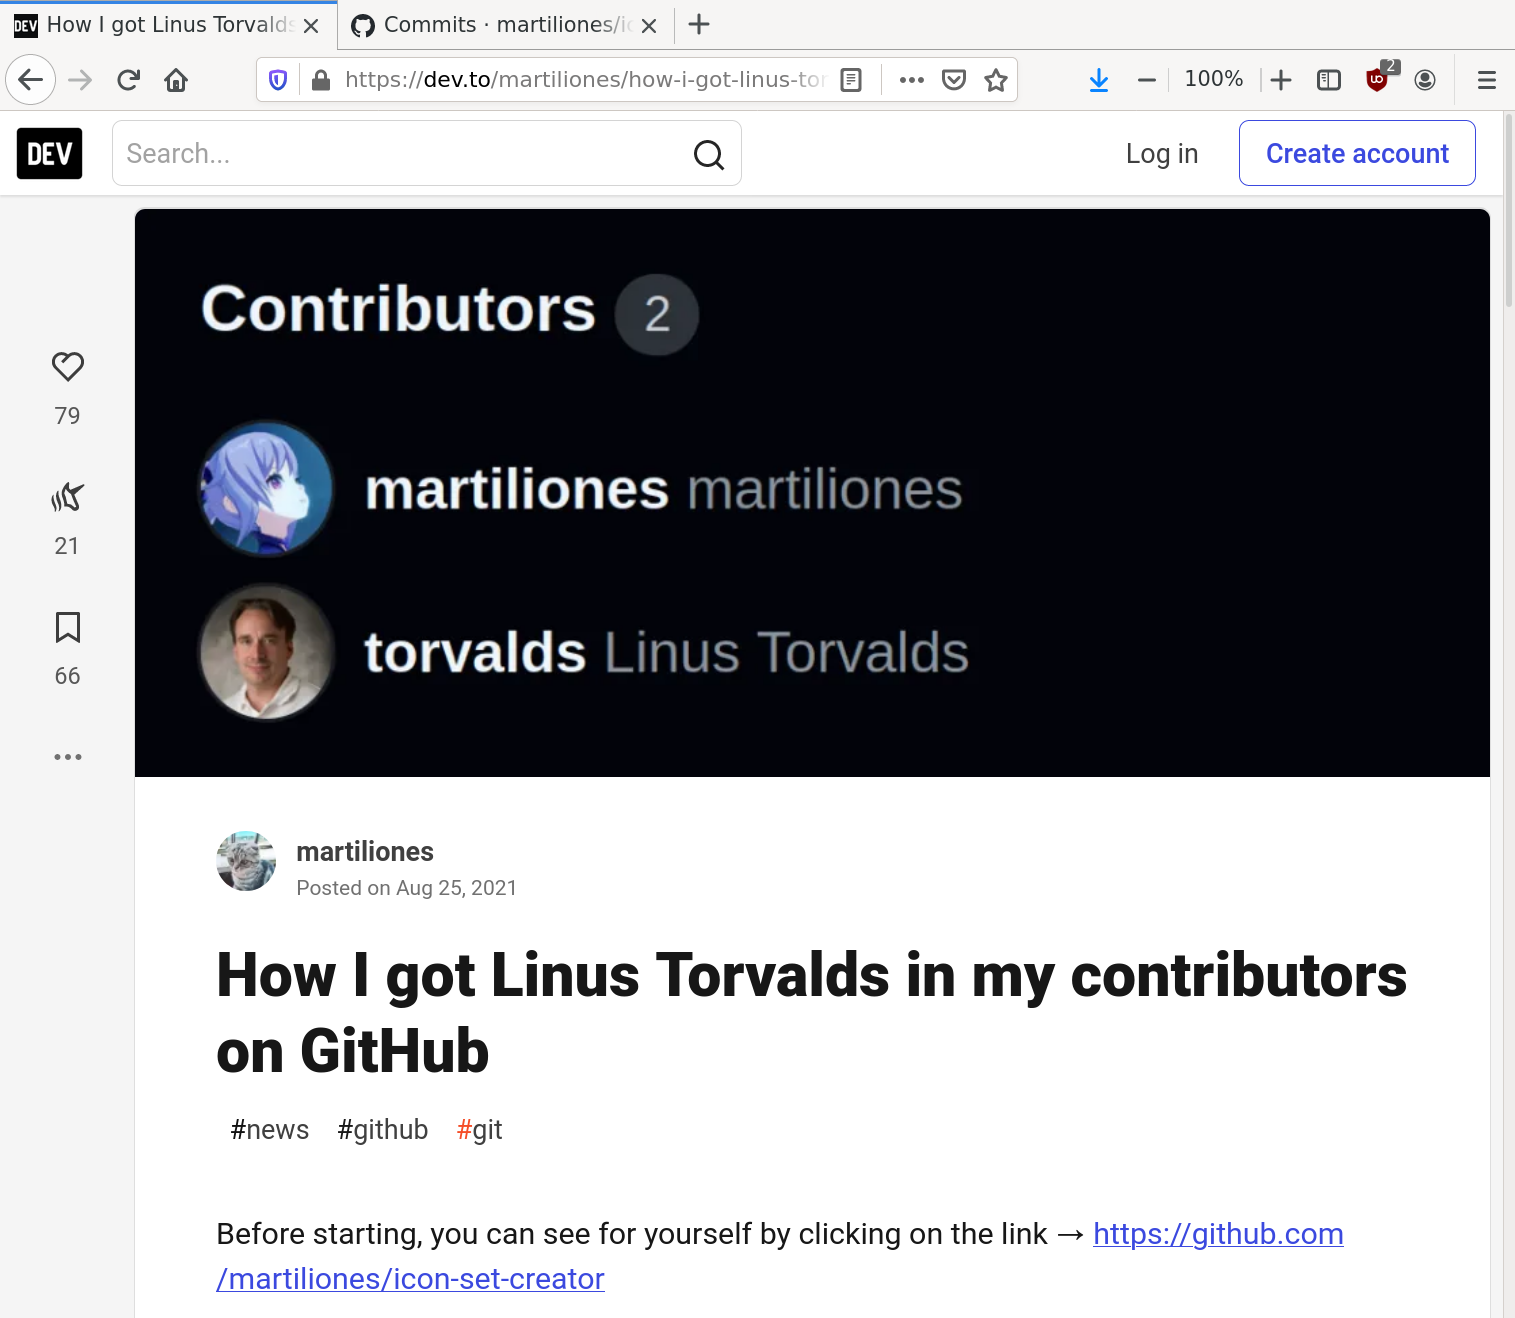 DEV How I got Linus Torvalds
Commits · martiliones/ic
https://dev.to/martiliones/how-i-got-linus-tor
100%
2
DEV
Search...
Log in
Create account
Contributors 2
martiliones martiliones
torvalds Linus Torvalds
79
21
66
martiliones
Posted on Aug 25, 2021
How I got Linus Torvalds in my contributors
on GitHub
#news #github #git
Before starting, you can see for yourself by clicking on the link → https://github.com
/martiliones/icon-set-creator